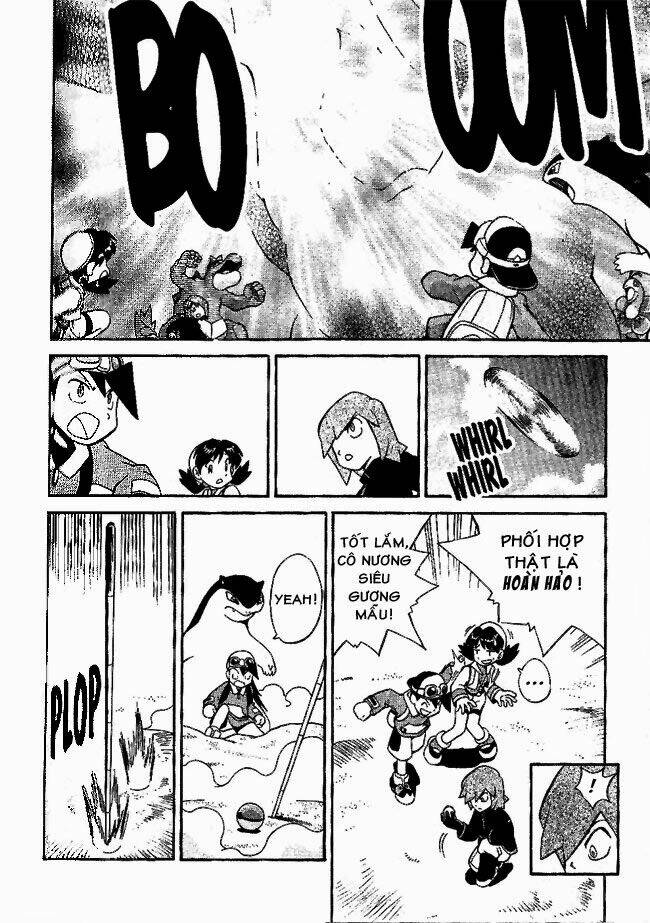 BO
OOM
WHIRL
WHIRL
PLOP
YEAH!
TỐT LẮM,
CÔ NƯƠNG
SIÊU
GƯƠNG
MẪU!
PHỐI HỢP
THẬT LÀ
HOÀN HẢO!
...
!